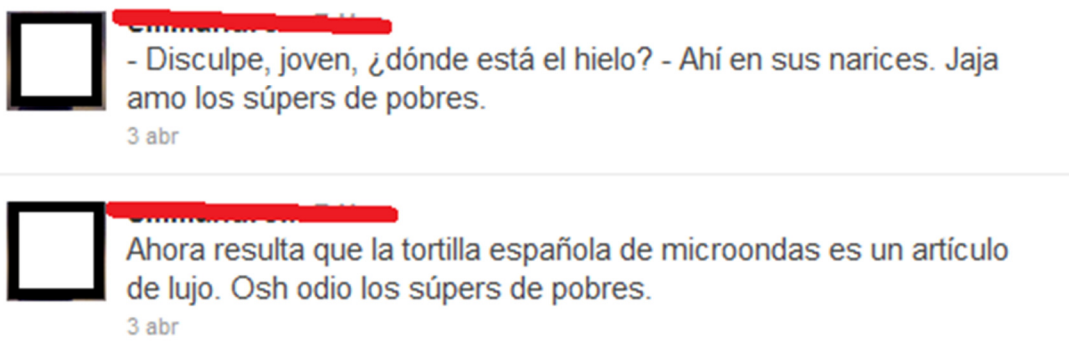 - Disculpe, joven, ¿dónde está el hielo? - Ahí en sus narices. Jaja
amo los súpers de pobres.
3 abr
Ahora resulta que la tortilla española de microondas es un artículo
de lujo. Osh odio los súpers de pobres.
3 abr